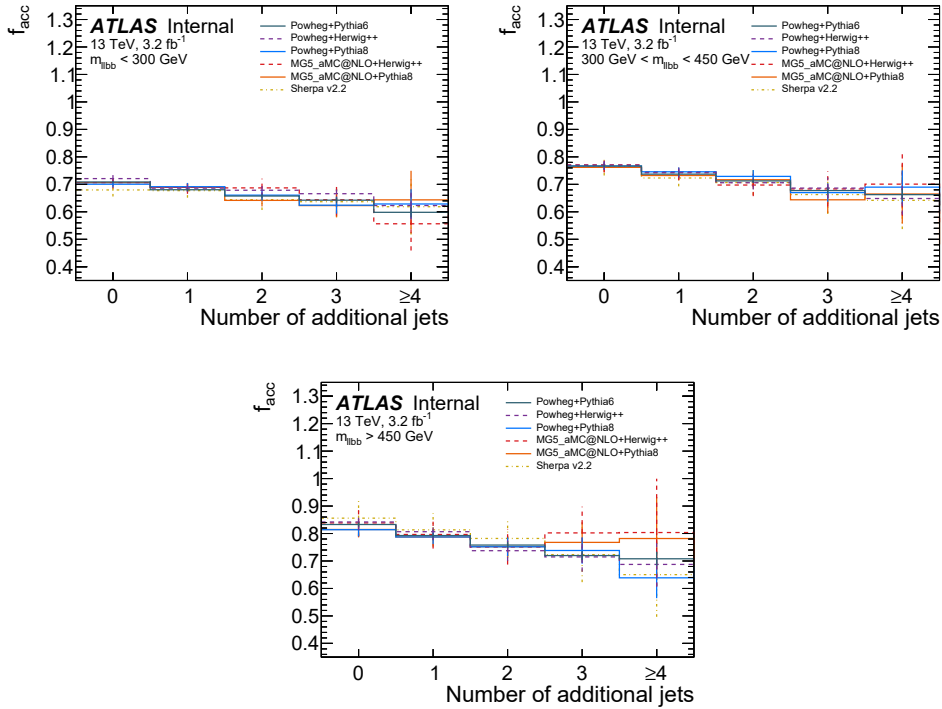 f_acc
ATLAS Internal
13 TeV, 3.2 fb⁻¹
m_llbb < 300 GeV
Powheg+Pythia6
Powheg+Herwig++
Powheg+Pythia8
MG5_aMC@NLO+Herwig++
MG5_aMC@NLO+Pythia8
Sherpa v2.2
1.3
1.2
1.1
1
0.9
0.8
0.7
0.6
0.5
0.4
0 1 2 3 ≥4
Number of additional jets
f_acc
ATLAS Internal
13 TeV, 3.2 fb⁻¹
300 GeV < m_llbb < 450 GeV
Powheg+Pythia6
Powheg+Herwig++
Powheg+Pythia8
MG5_aMC@NLO+Herwig++
MG5_aMC@NLO+Pythia8
Sherpa v2.2
1.3
1.2
1.1
1
0.9
0.8
0.7
0.6
0.5
0.4
0 1 2 3 ≥4
Number of additional jets
f_acc
ATLAS Internal
13 TeV, 3.2 fb⁻¹
m_llbb > 450 GeV
Powheg+Pythia6
Powheg+Herwig++
Powheg+Pythia8
MG5_aMC@NLO+Herwig++
MG5_aMC@NLO+Pythia8
Sherpa v2.2
1.3
1.2
1.1
1
0.9
0.8
0.7
0.6
0.5
0.4
0 1 2 3 ≥4
Number of additional jets